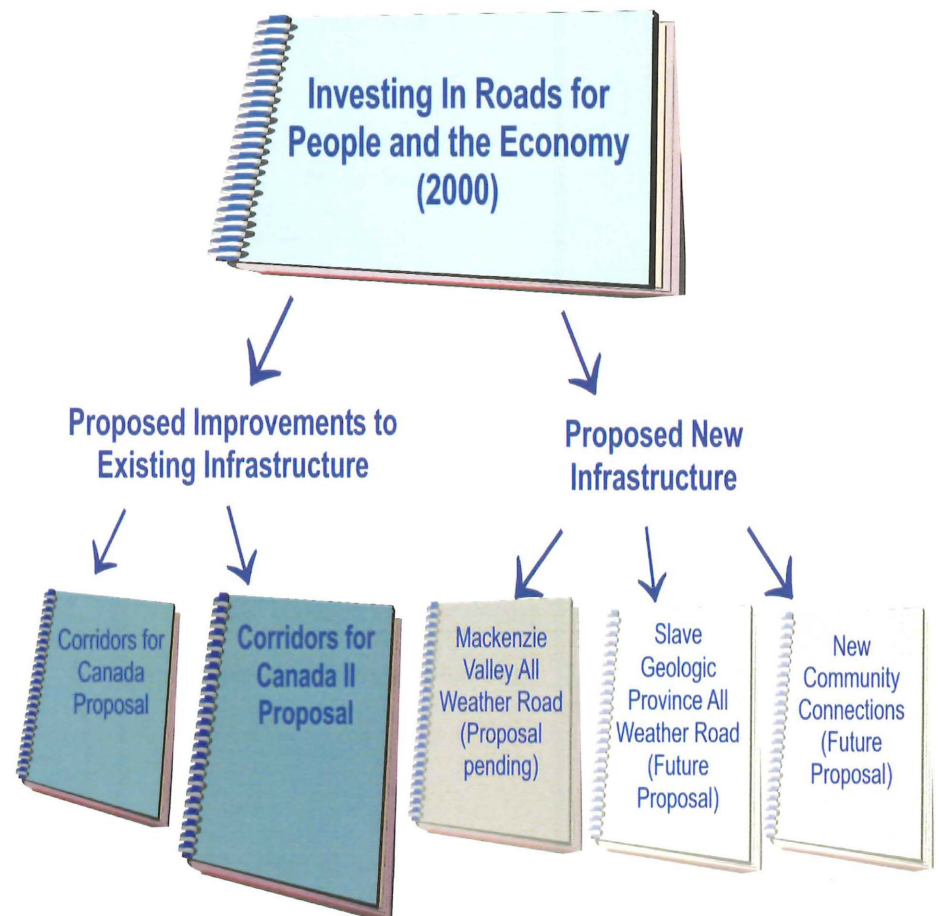 Investing In Roads for
People and the Economy
(2000)
Proposed Improvements to
Existing Infrastructure
Proposed New
Infrastructure
Corridors for
Canada
Proposal
Corridors for
Canada II
Proposal
Mackenzie
Valley All
Weather Road
(Proposal
pending)
Slave
Geologic
Province All
Weather Road
(Future
Proposal)
New
Community
Connections
(Future
Proposal)